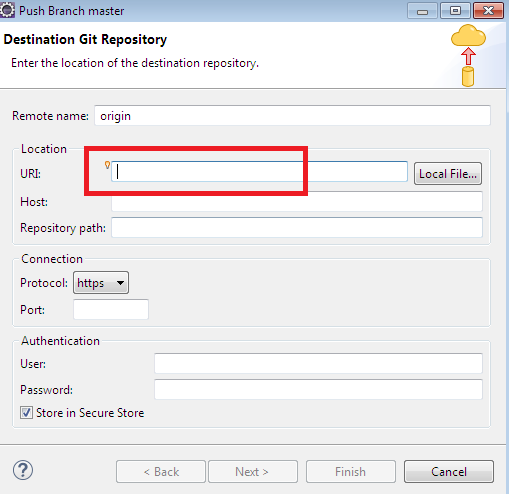 Push Branch master
Destination Git Repository
Enter the location of the destination repository.
Remote name: origin
Location
URI: Local File...
Host:
Repository path:
Connection
Protocol: https
Port:
Authentication
User:
Password:
Store in Secure Store
? < Back Next > Finish Cancel